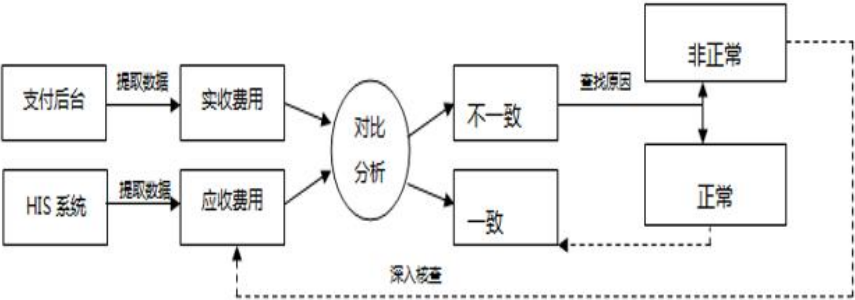 非正常
支付后台
提取数据
实收费用
对比
分析
不一致
查找原因
HIS 系统
提取数据
应收费用
一致
正常
深入核查